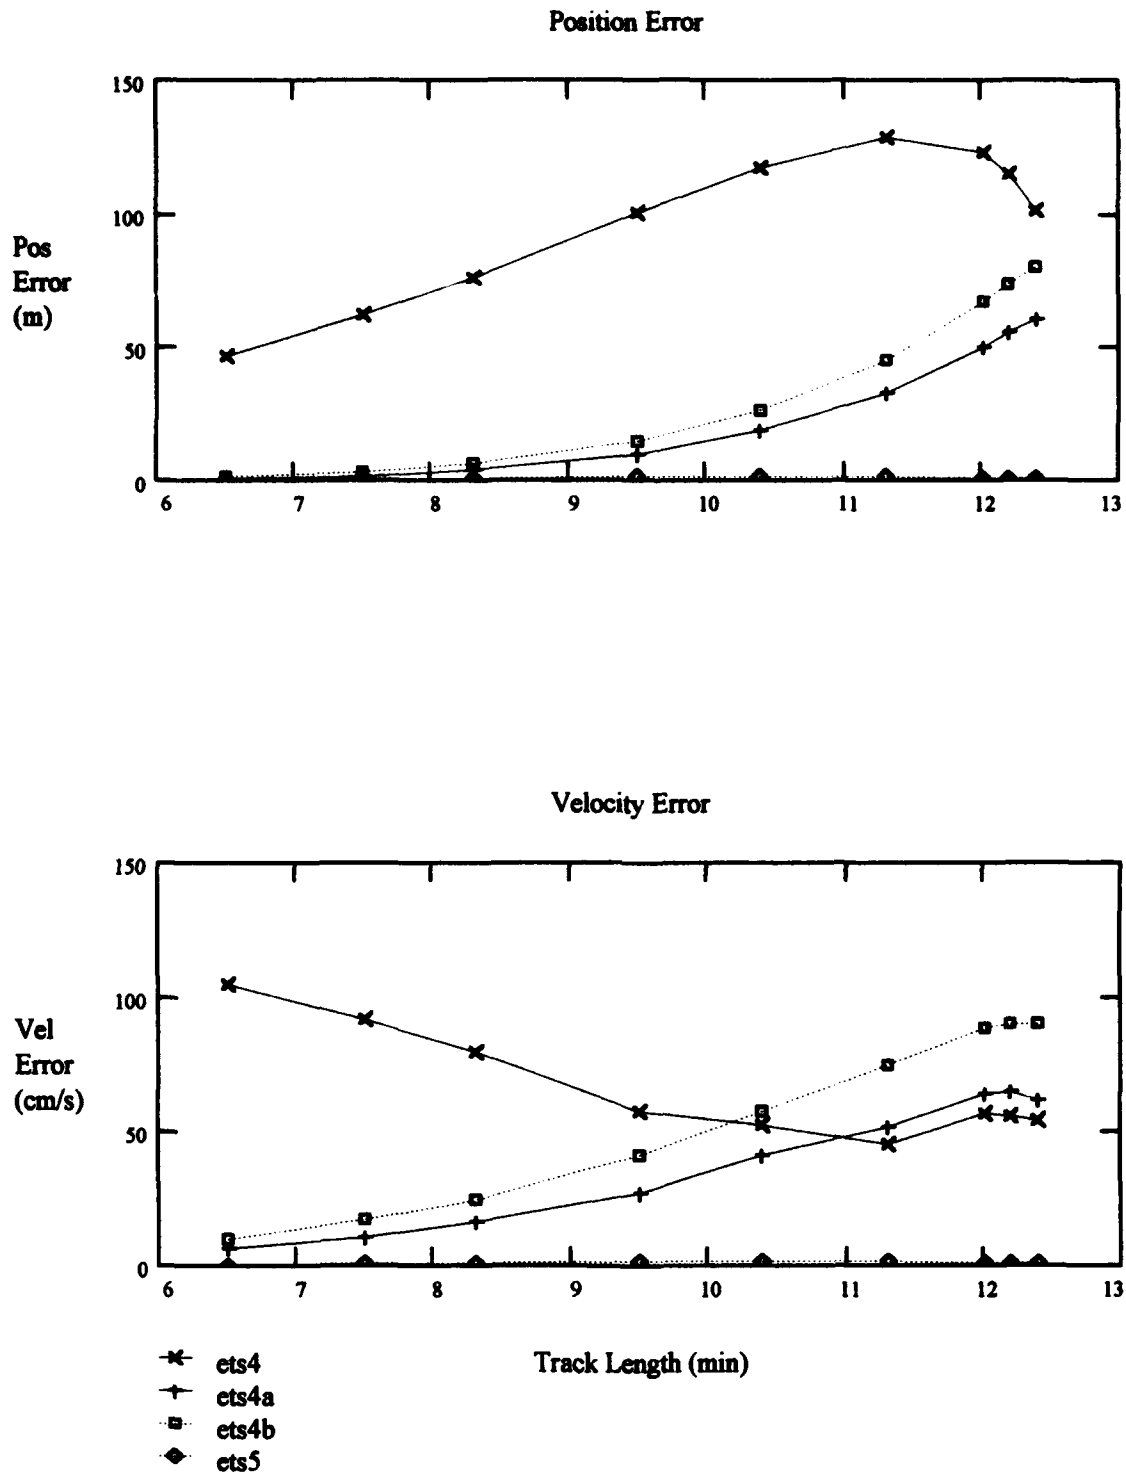 Position Error
150
100
50
0
Pos
Error
(m)
6 7 8 9 10 11 12 13
Velocity Error
150
100
50
0
Vel
Error
(cm/s)
6 7 8 9 10 11 12 13
Track Length (min)
ets4
ets4a
ets4b
ets5